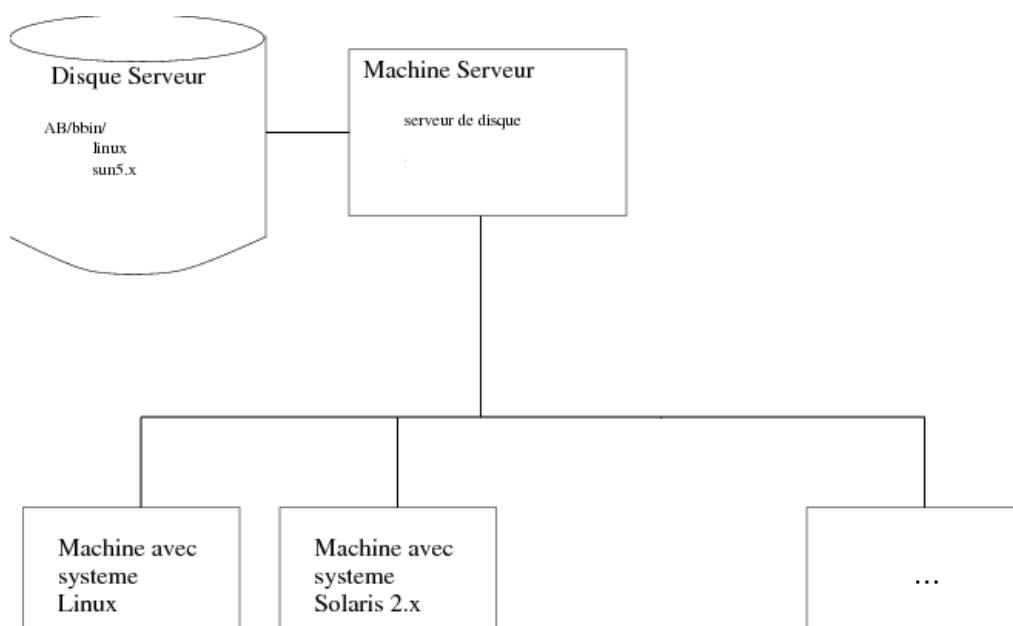 Disque Serveur
AB/bbin/
linux
sun5.x
Machine Serveur
serveur de disque
Machine avec
systeme
Linux
Machine avec
systeme
Solaris 2.x
...